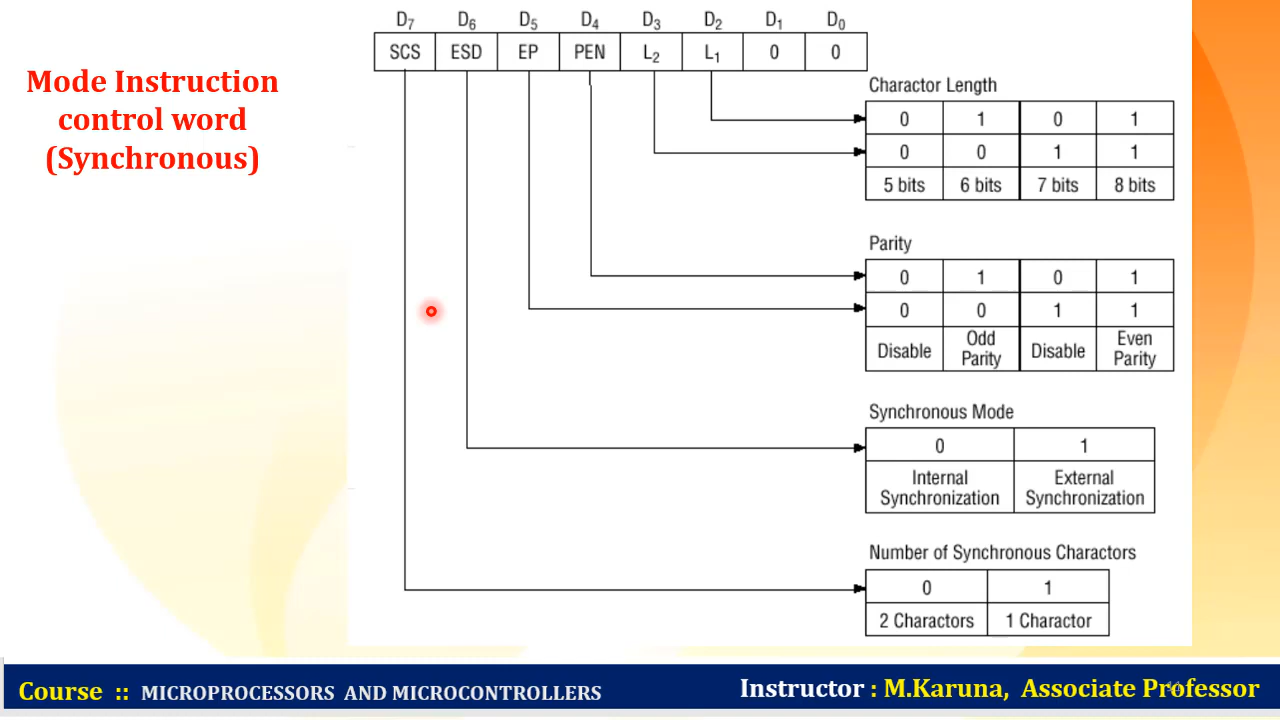 Mode Instruction
control word
(Synchronous)
D7 D6 D5 D4 D3 D2 D1 D0
SCS ESD EP PEN L2 L1 0 0
Charactor Length
0 1 0 1
0 0 1 1
5 bits 6 bits 7 bits 8 bits
Parity
0 1 0 1
0 0 1 1
Disable Odd Parity Disable Even Parity
Synchronous Mode
0 1
Internal Synchronization External Synchronization
Number of Synchronous Charactors
0 1
2 Charactors 1 Charactor
Course :: MICROPROCESSORS AND MICROCONTROLLERS
Instructor : M.Karuna, Associate Professor